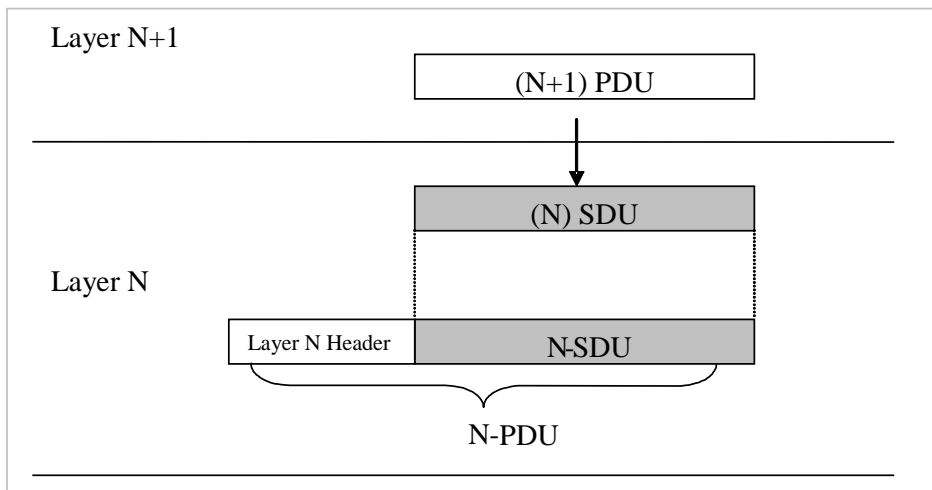 Layer N+1
(N+1) PDU
(N) SDU
Layer N
Layer N Header
N-SDU
N-PDU